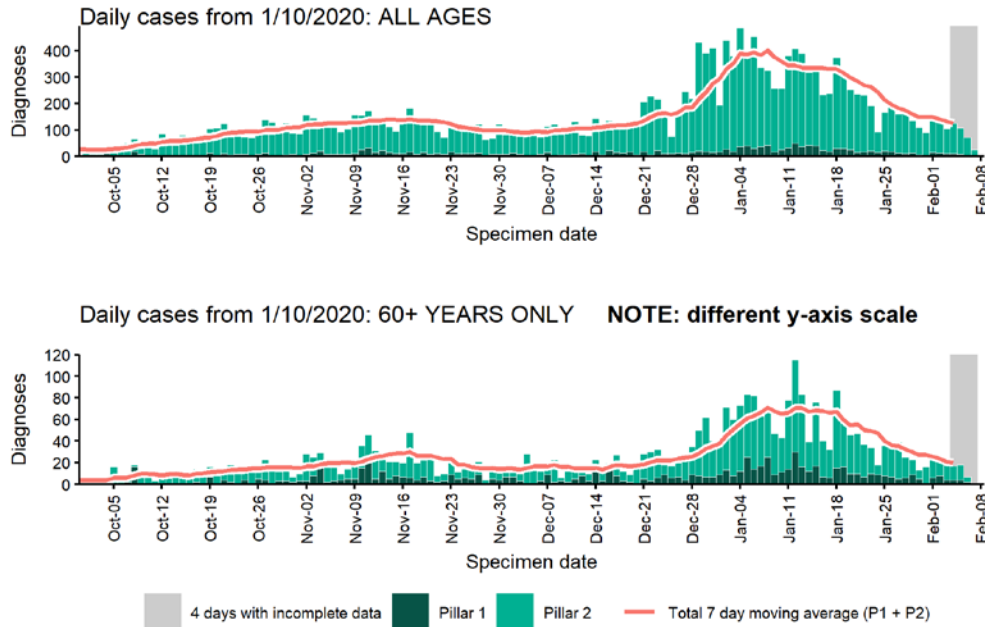 Daily cases from 1/10/2020: ALL AGES
Diagnoses
400
300
200
100
0
Oct-05
Oct-12
Oct-19
Oct-26
Nov-02
Nov-09
Nov-16
Nov-23
Nov-30
Dec-07
Dec-14
Dec-21
Dec-28
Jan-04
Jan-11
Jan-18
Jan-25
Feb-01
Feb-08
Specimen date
Daily cases from 1/10/2020: 60+ YEARS ONLY NOTE: different y-axis scale
Diagnoses
120
100
80
60
40
20
0
Oct-05
Oct-12
Oct-19
Oct-26
Nov-02
Nov-09
Nov-16
Nov-23
Nov-30
Dec-07
Dec-14
Dec-21
Dec-28
Jan-04
Jan-11
Jan-18
Jan-25
Feb-01
Feb-08
Specimen date
4 days with incomplete data Pillar 1 Pillar 2 Total 7 day moving average (P1 + P2)